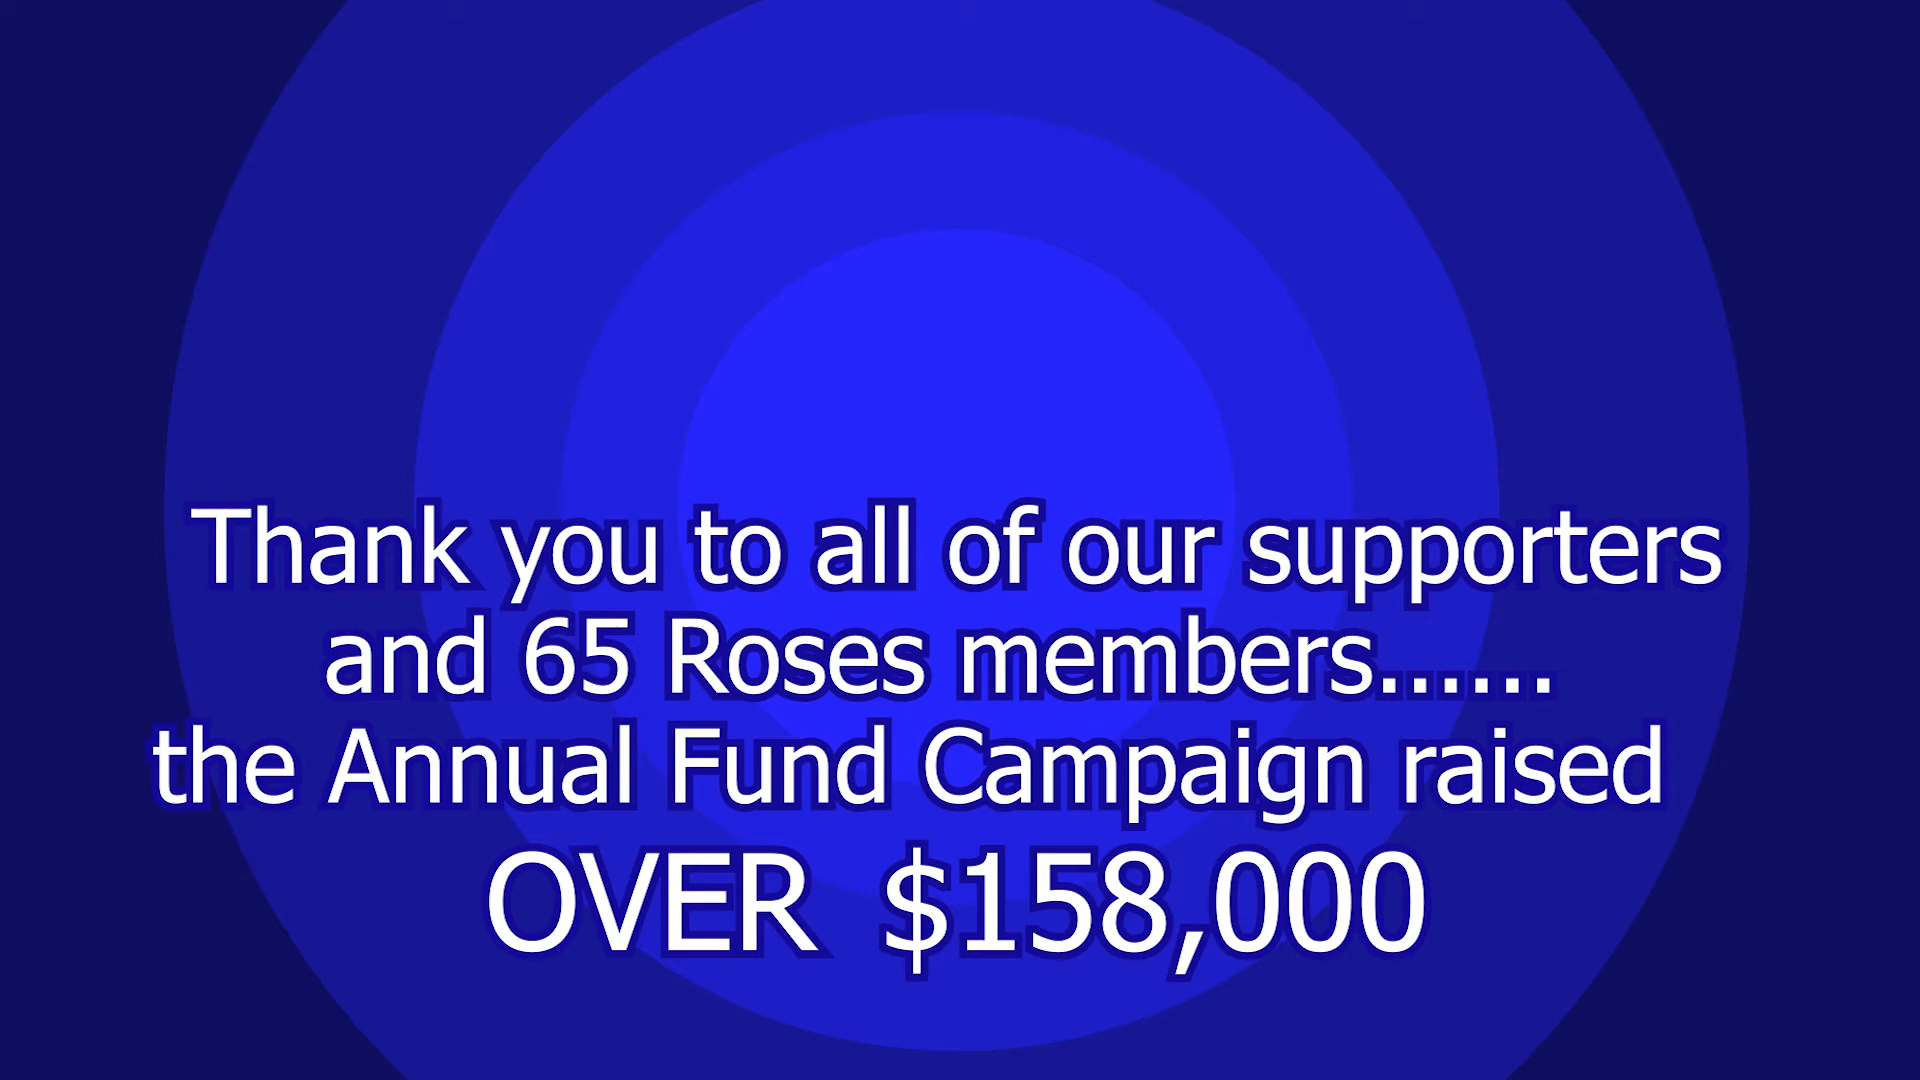 Thank you to all of our supporters
and 65 Roses members......
the Annual Fund Campaign raised
OVER $158,000